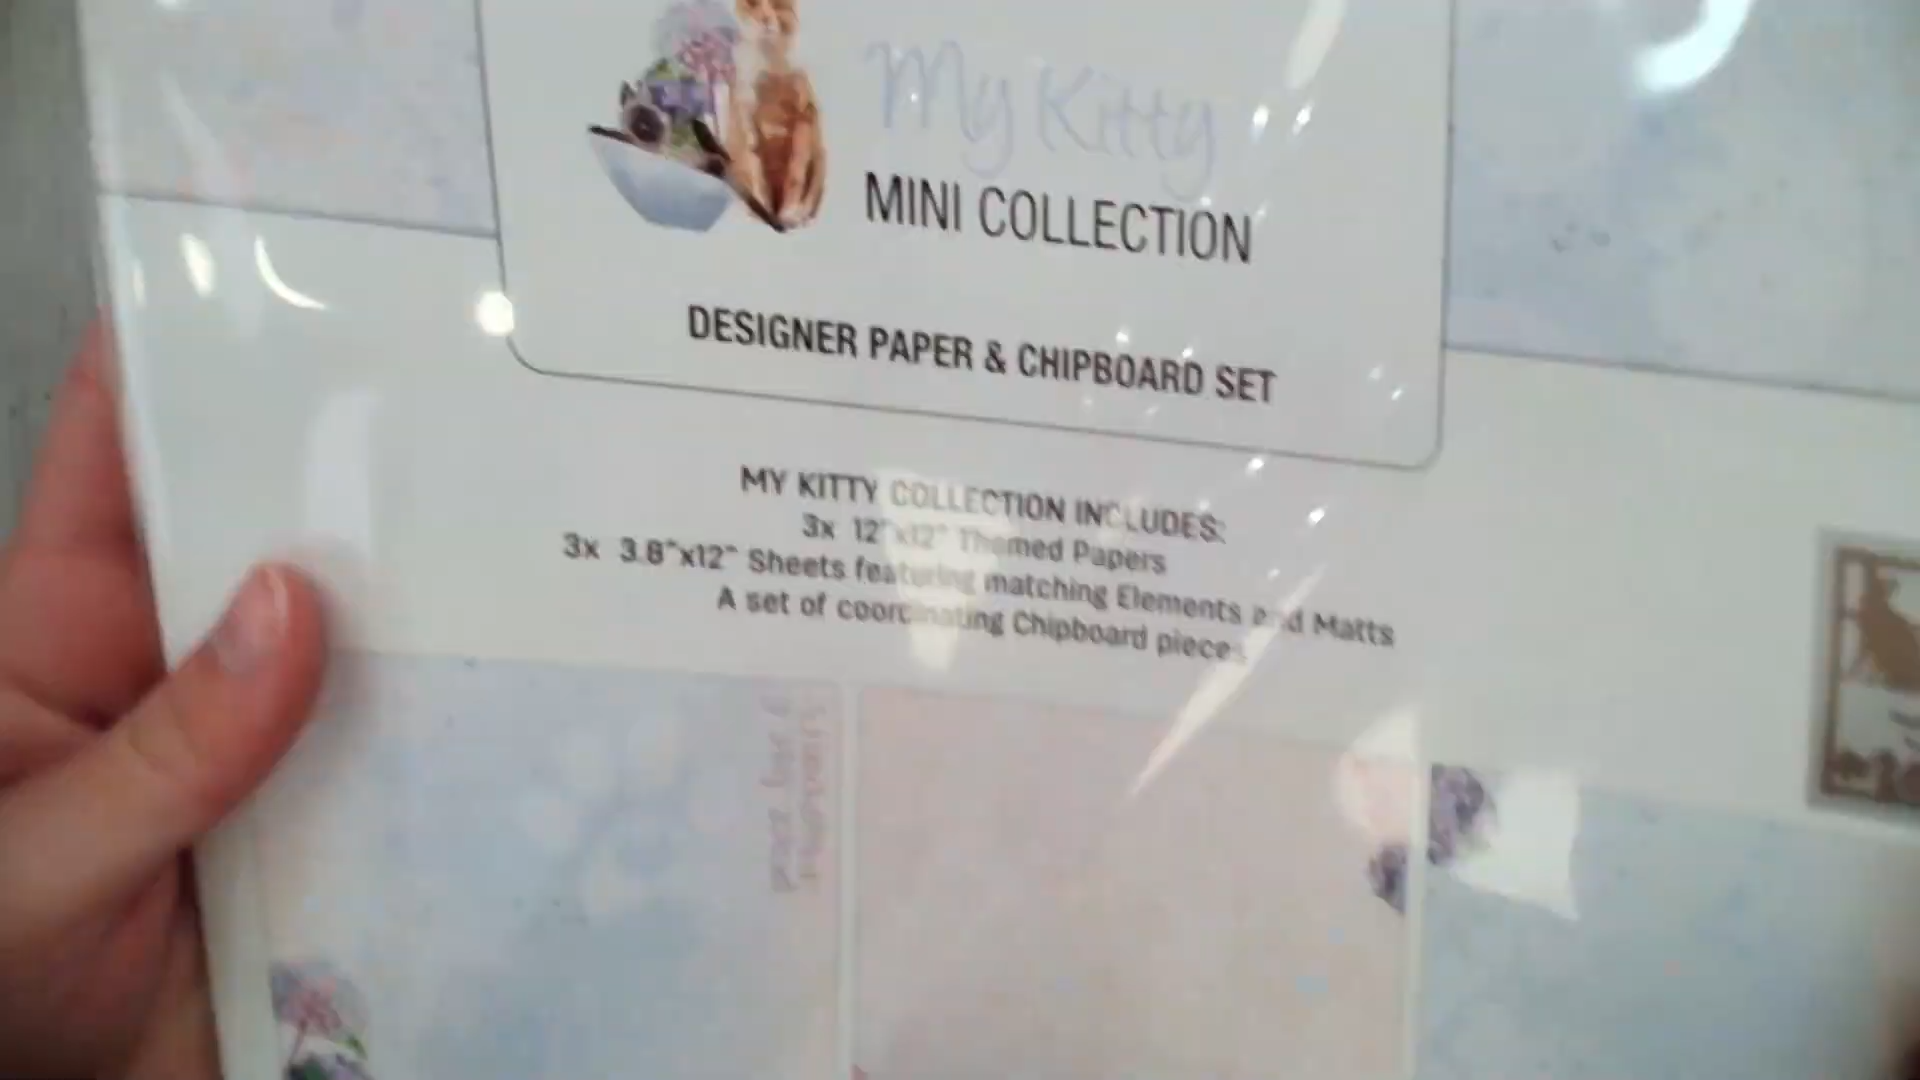 My Kitty
MINI COLLECTION
DESIGNER PAPER & CHIPBOARD SET
MY KITTY COLLECTION INCLUDES:
3x 12"x12" Themed Papers
3x 3.8"x12" Sheets featuring matching Elements and Matts
A set of coordinating Chipboard pieces